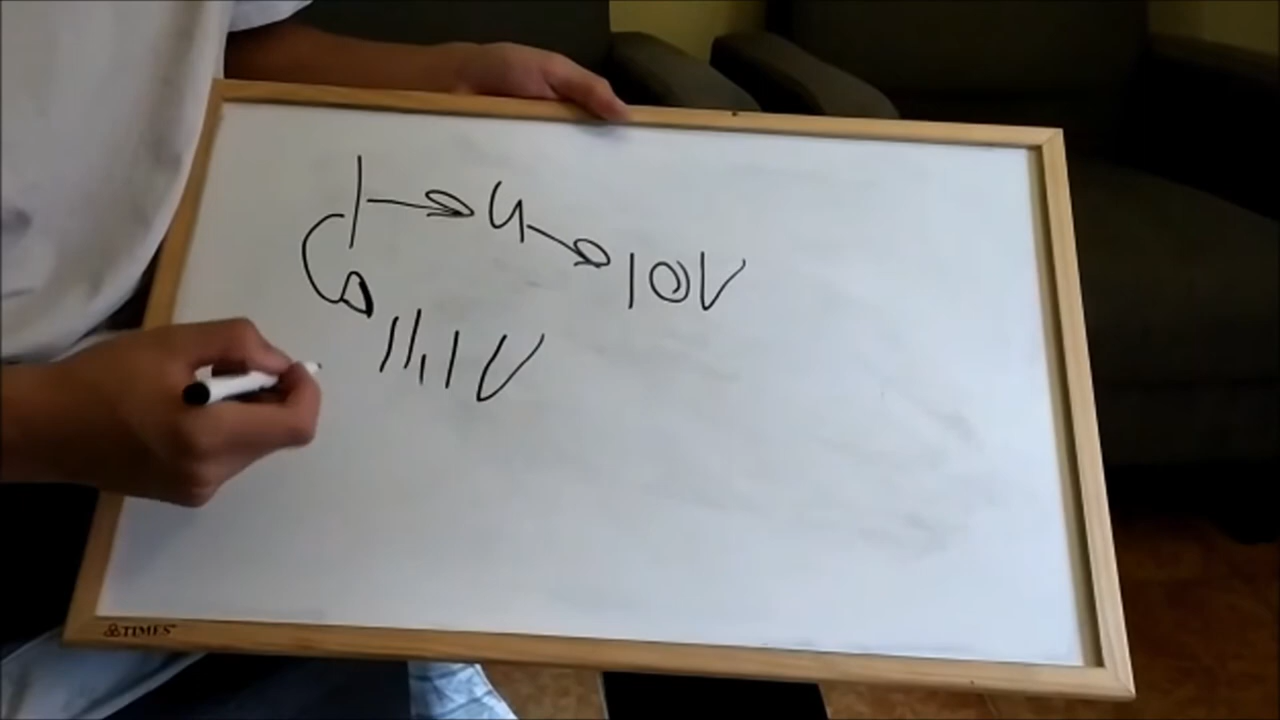 1 → 4 → 10V
11,1V
TIMES